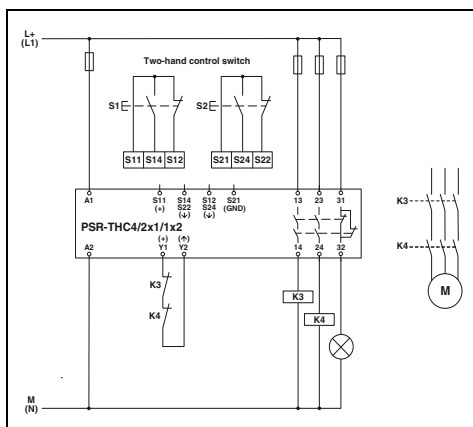 L+
(L1)
Two-hand control switch
S1
S2
S11 S14 S12
S21 S24 S22
A1
S11
(+)
S14
S22
(↓)
S12
S24
(↓)
S21
(GND)
13
23
31
PSR-THC4/2x1/1x2
A2
(+)
Y1
(↑)
Y2
14
24
32
K3
K4
K3
K4
K3
K4
M
M
(N)